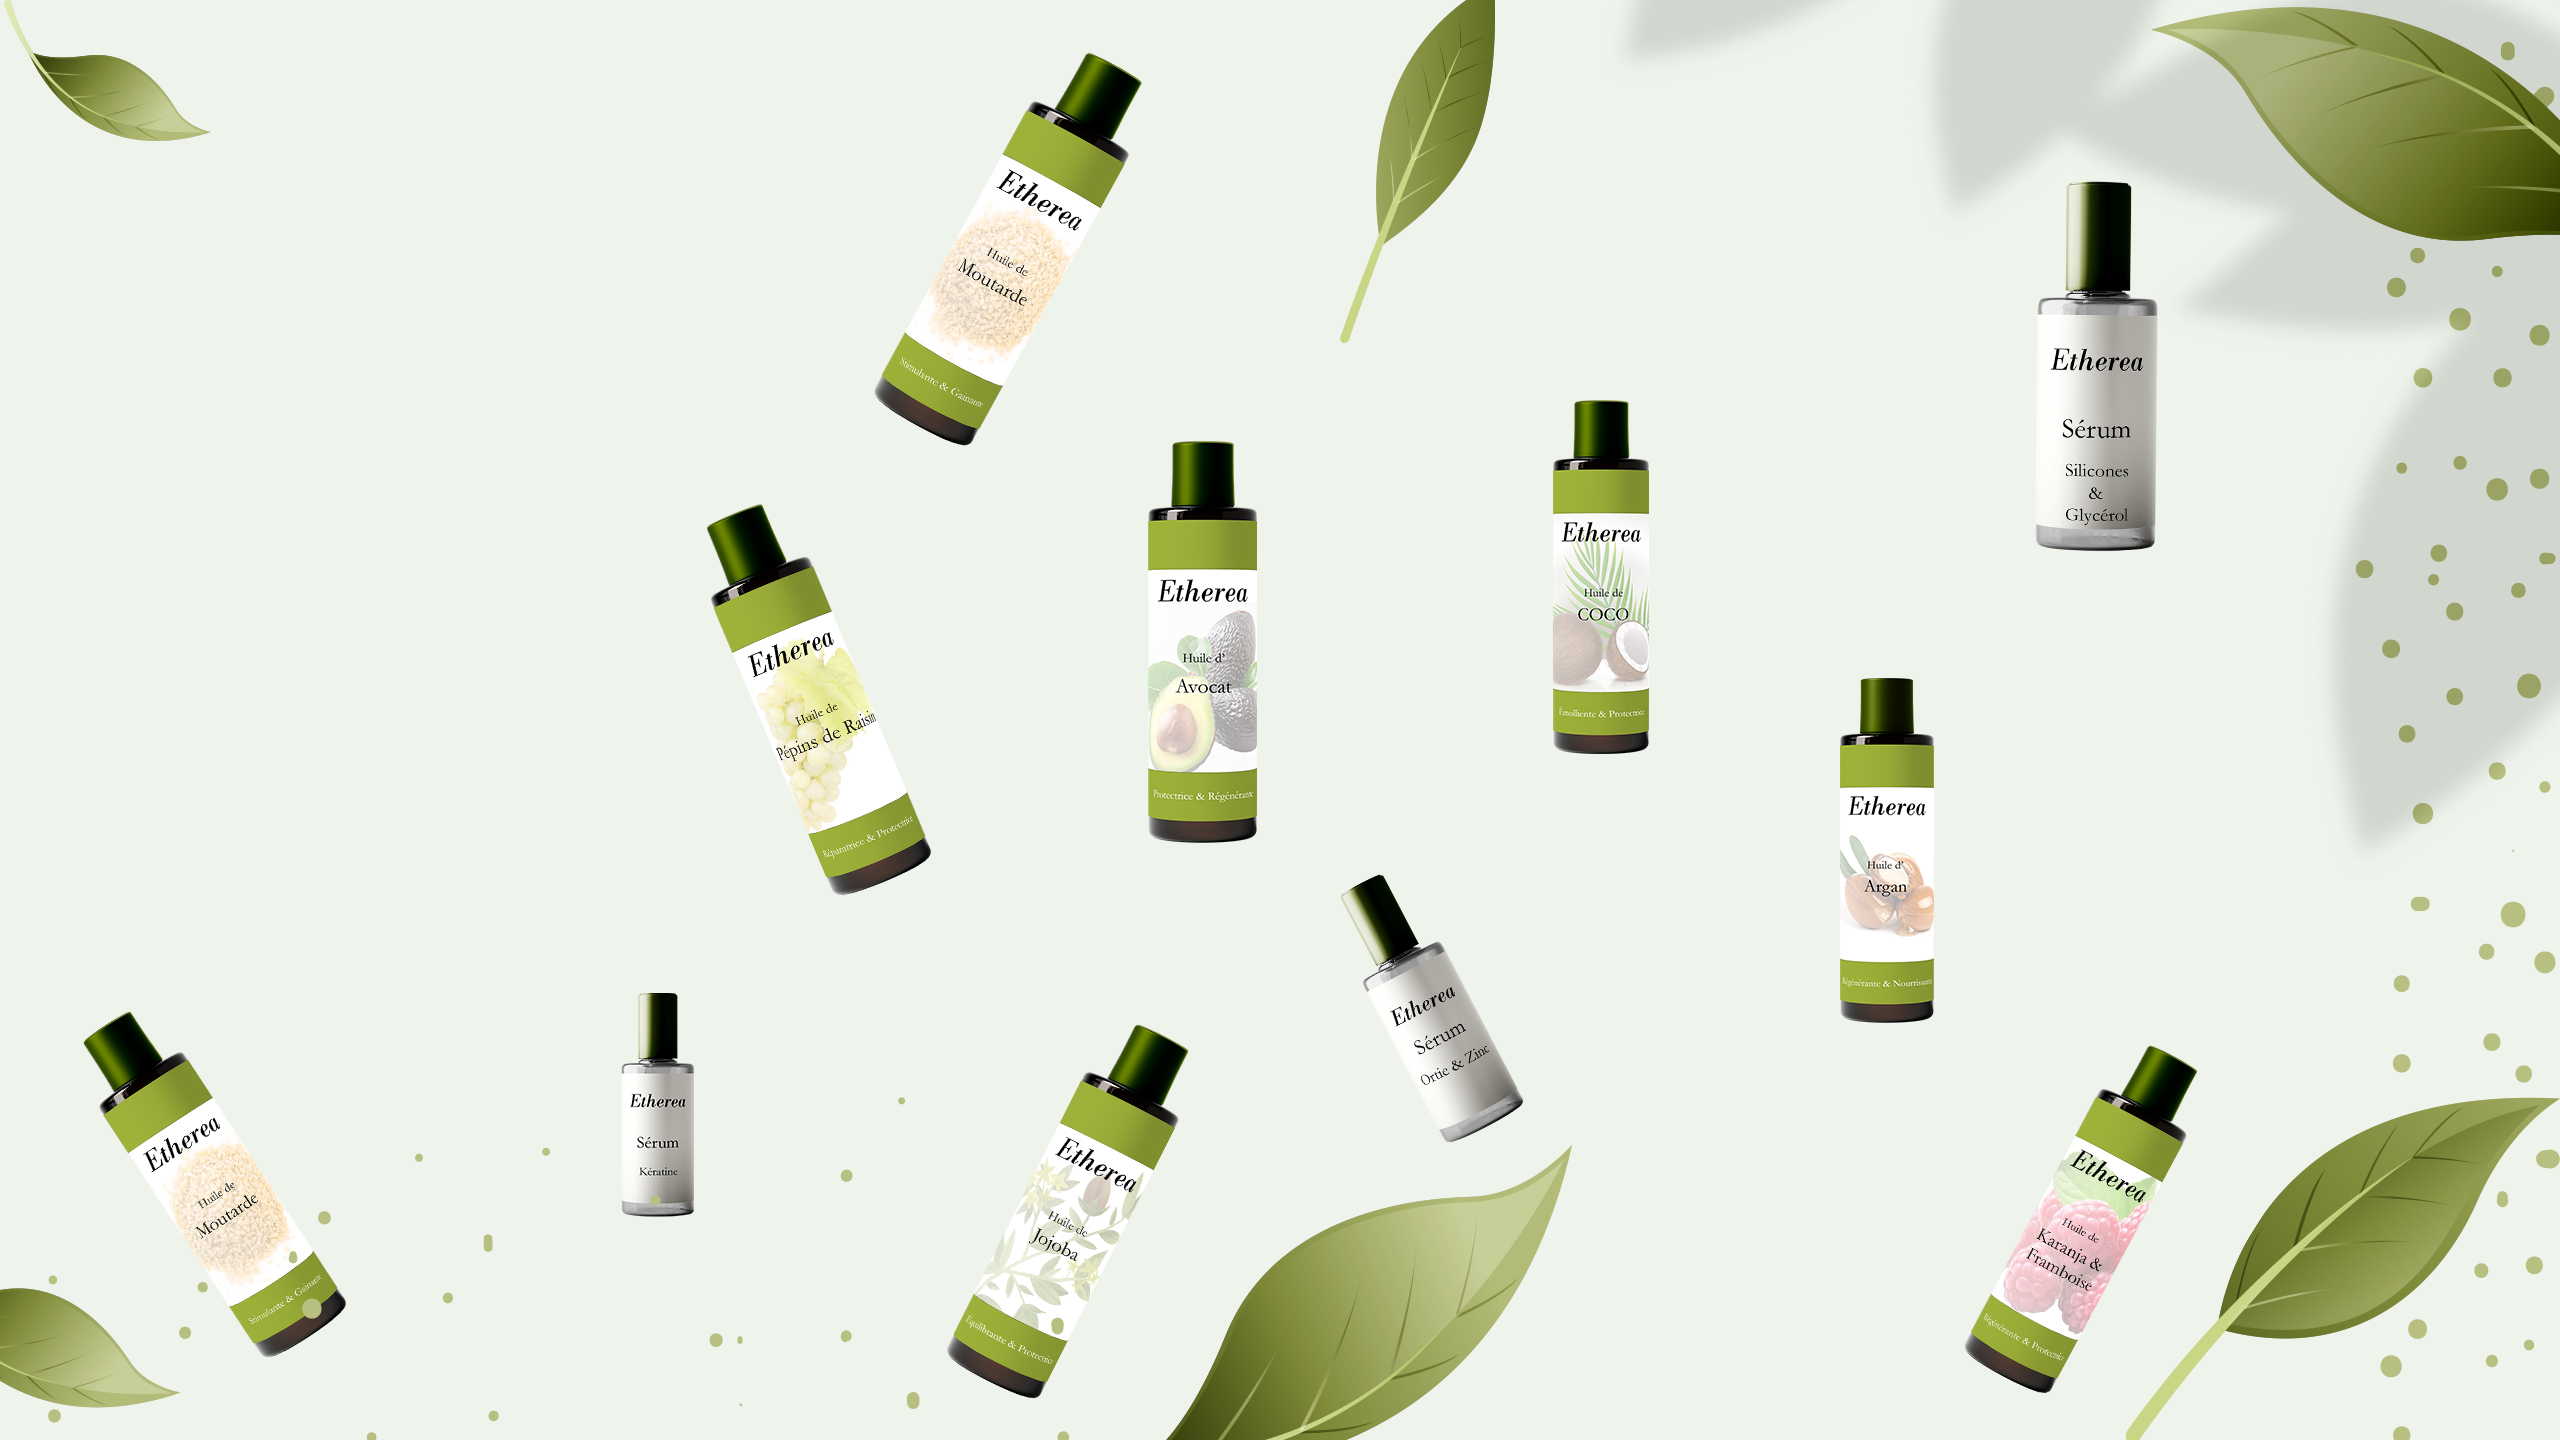 Etherea
Huile de
Moutarde
Stimulante & Gainante
Etherea
Sérum
Silicones
&
Glycérol
Etherea
Huile de
COCO
Émolliente & Protectrice
Etherea
Huile d'
Avocat
Protectrice & Régénérante
Etherea
Huile de
Pépins de Raisin
Réparatrice & Protectrice
Etherea
Huile d'
Argan
Régénérante & Nourrissante
Etherea
Sérum
Ortie & Zinc
Etherea
Sérum
Kératine
Etherea
Huile de
Moutarde
Stimulante & Gainante
Etherea
Huile de
Jojoba
Équilibrante & Protectrice
Etherea
Huile de
Karanja &
Framboise
Régénérante & Protectrice